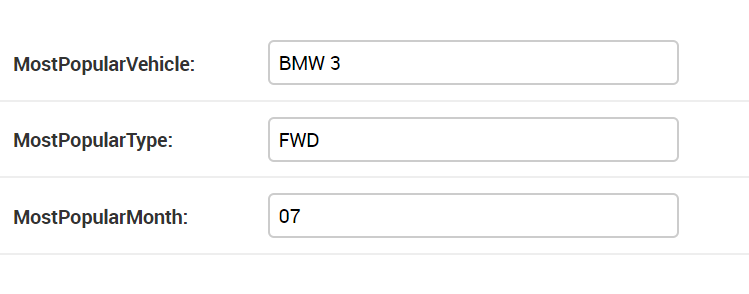 MostPopularVehicle: BMW 3
MostPopularType: FWD
MostPopularMonth: 07